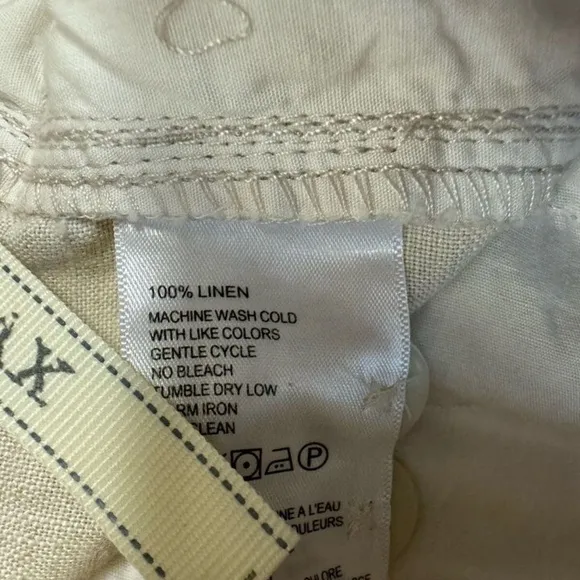 100% LINEN
MACHINE WASH COLD
WITH LIKE COLORS
GENTLE CYCLE
NO BLEACH
TUMBLE DRY LOW
RM IRON
CLEAN
P
NE A L'EAU
OULEURS
OULDRE
AX